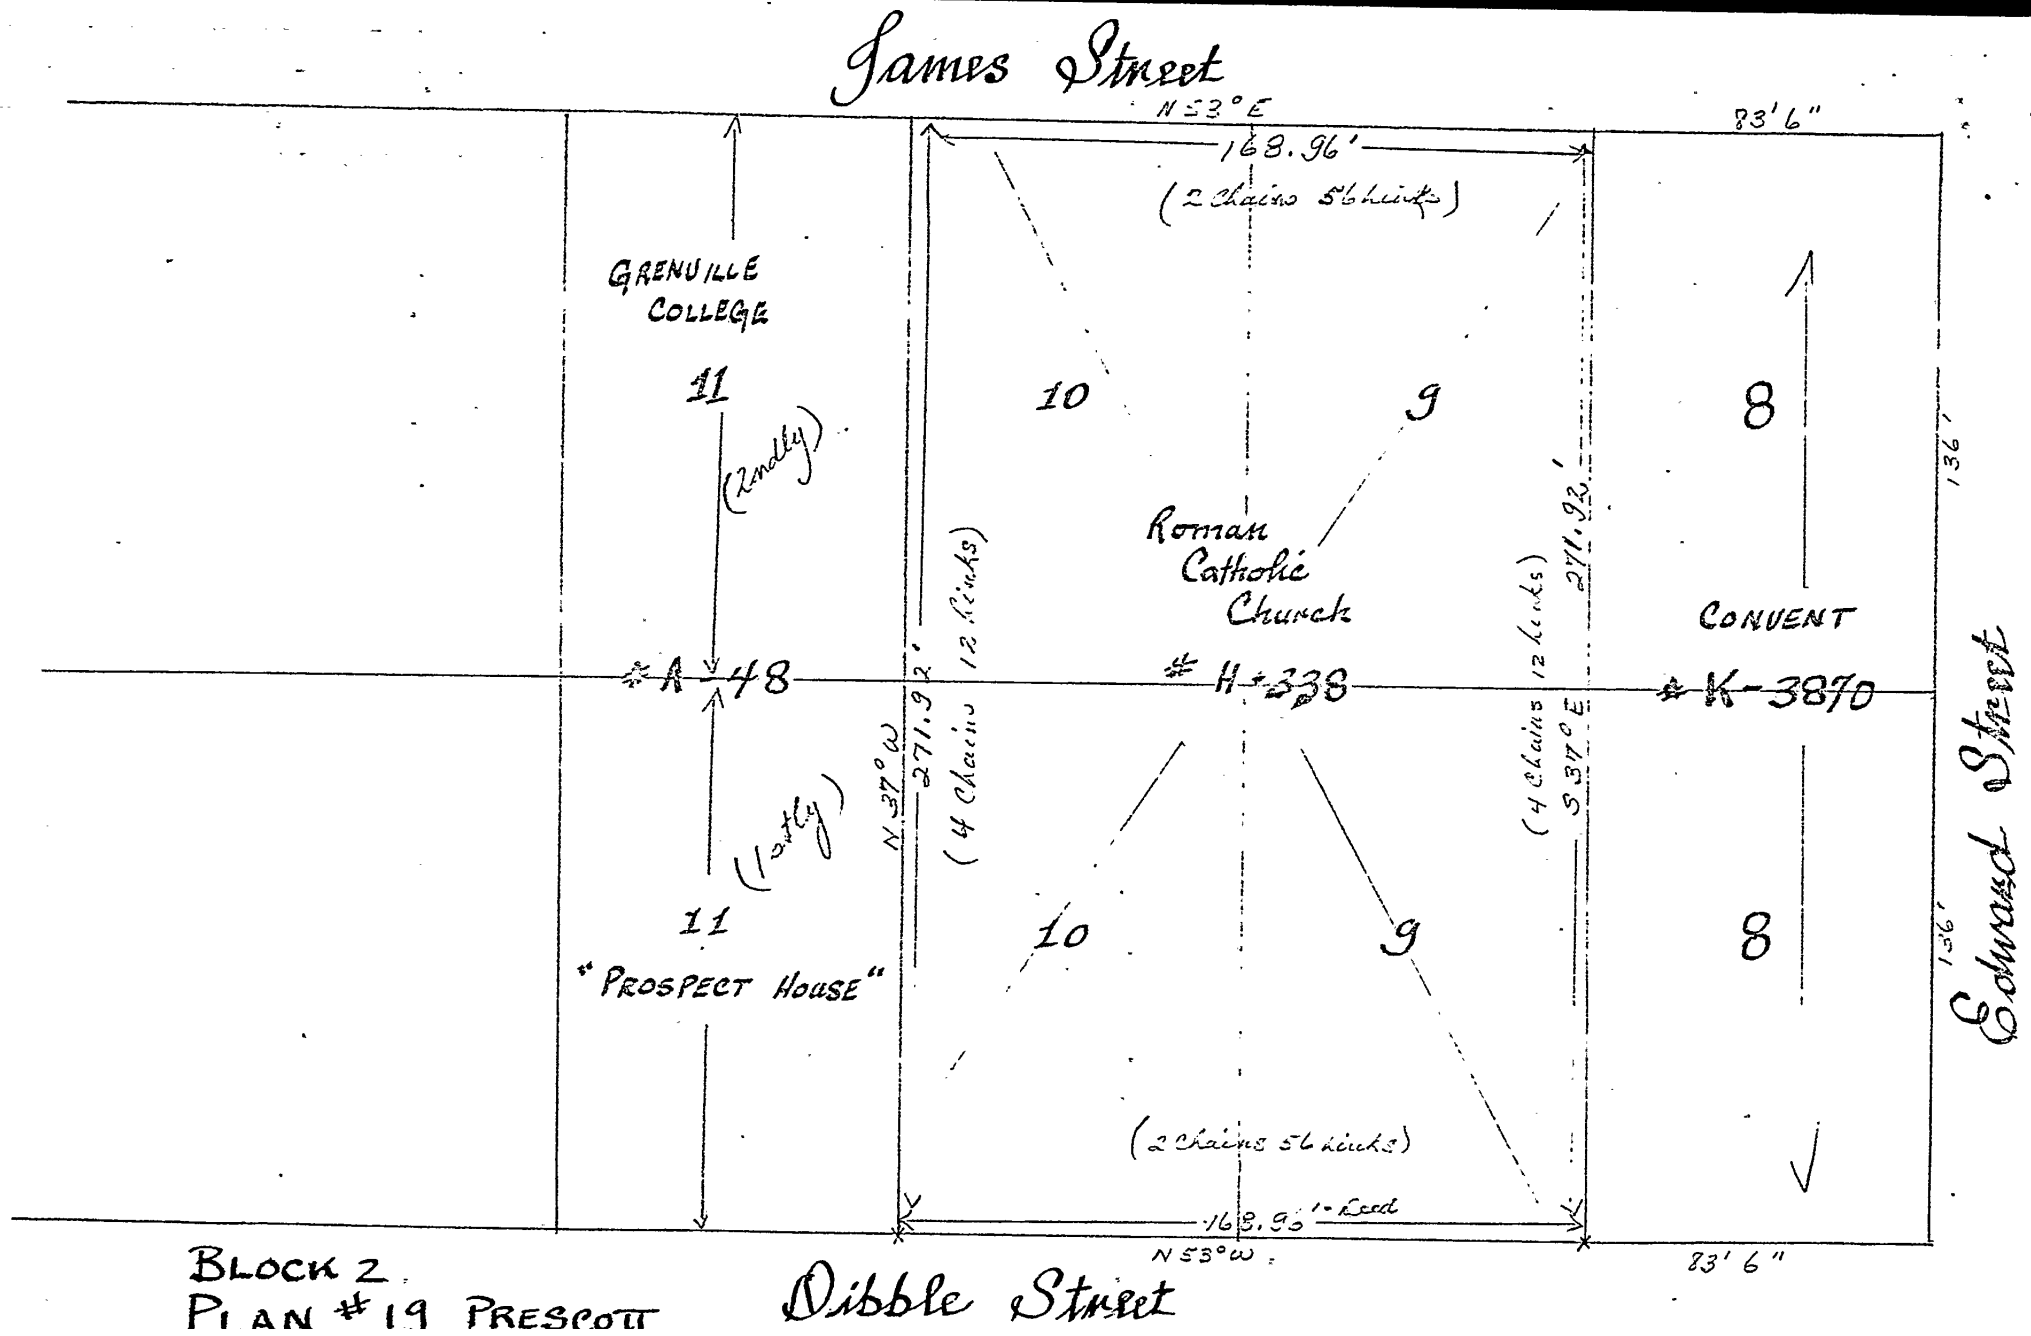 James Street
N 53° E
83' 6"
168.96'
(2 Chains 56 Links)
GRENVILLE
COLLEGE
11
10
9
8
136'
(2ndly)
Roman
Catholic
Church
CONVENT
271.92'
(4 Chains 12 Links)
S 37° E
(4 Chains 12 Links)
271.92'
N 37° W
# A-48
# H-338
# K-3870
Edward Street
11
10
9
8
136'
"PROSPECT HOUSE"
(2 Chains 56 Links)
168.96'-Deed
N 53° W
83' 6"
BLOCK 2
PLAN #19 PRESCOTT
Dibble Street